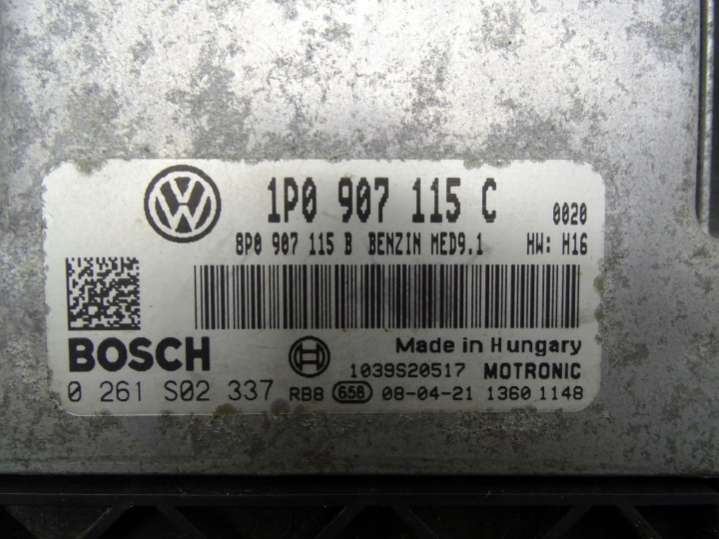 1P0 907 115 C 0020
8P0 907 115 B BENZIN MED9.1 HW: H16
BOSCH Made in Hungary
1039S20517 MOTRONIC
0 261 S02 337 RB8 658 08-04-21 1360 1148